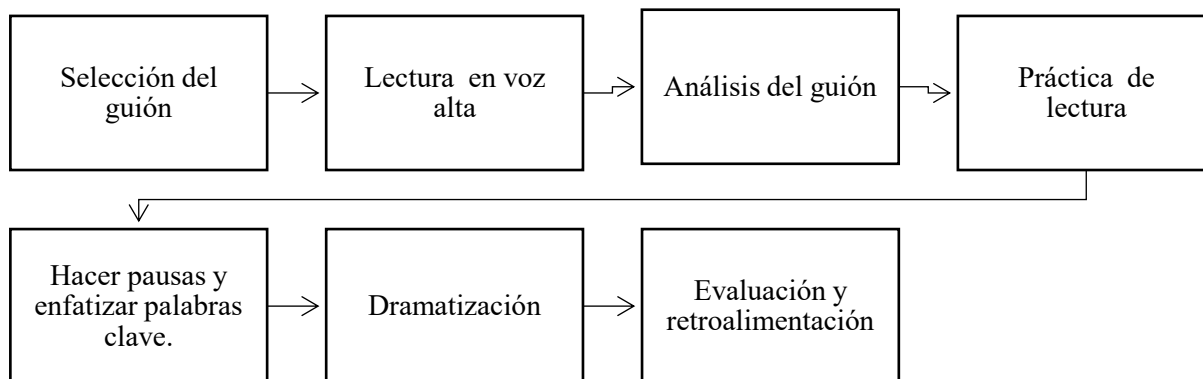 Selección del
guión
Lectura en voz
alta
Análisis del guión
Práctica de
lectura
Hacer pausas y
enfatizar palabras
clave.
Dramatización
Evaluación y
retroalimentación